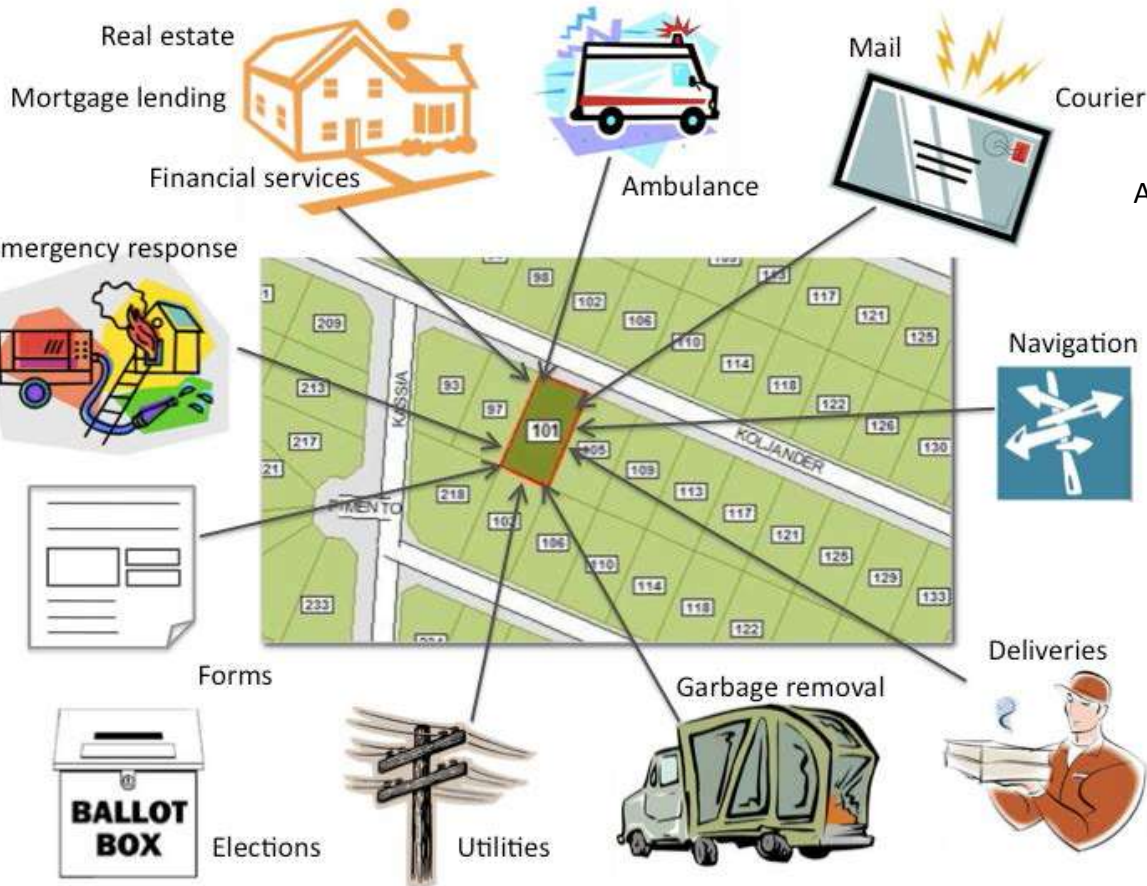 Real estate
Mortgage lending
Financial services
Ambulance
Mail
Courier
A
mergency response
Navigation
98
102
106
110
114
118
122
126
130
113
117
121
125
209
213
217
21
93
97
101
105
109
113
117
121
125
129
133
KASSIA
KOLJANDER
PIMENTO
218
102
106
110
114
118
122
233
Forms
Garbage removal
Deliveries
BALLOT
BOX
Elections
Utilities